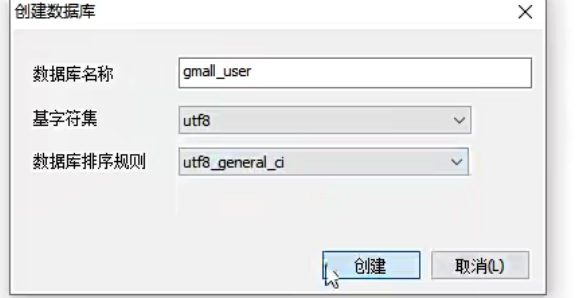 创建数据库
数据库名称 gmall_user
基字符集 utf8
数据库排序规则 utf8_general_ci
创建 取消(L)